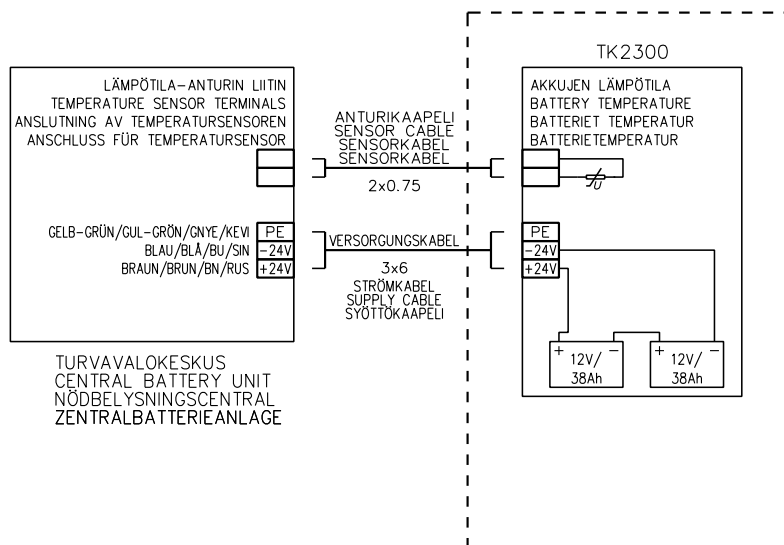 TK2300
LÄMPÖTILA-ANTURIN LIITIN
TEMPERATURE SENSOR TERMINALS
ANSLUTNING AV TEMPERATURSENSOREN
ANSCHLUSS FÜR TEMPERATURSENSOR
ANTURIKAAPELI
SENSOR CABLE
SENSORKABEL
SENSORKABEL
2x0.75
AKKUJEN LÄMPÖTILA
BATTERY TEMPERATURE
BATTERIET TEMPERATUR
BATTERIETEMPERATUR
U
GELB-GRÜN/GUL-GRÖN/GNYE/KEVI PE
BLAU/BLÅ/BU/SIN -24V
BRAUN/BRUN/BN/RUS +24V
VERSORGUNGSKABEL
3x6
STRÖMKABEL
SUPPLY CABLE
SYÖTTÖKAAPELI
PE
-24V
+24V
+ 12V/ -
38Ah
+ 12V/ -
38Ah
TURVAVALOKESKUS
CENTRAL BATTERY UNIT
NÖDBELYSNINGSCENTRAL
ZENTRALBATTERIEANLAGE